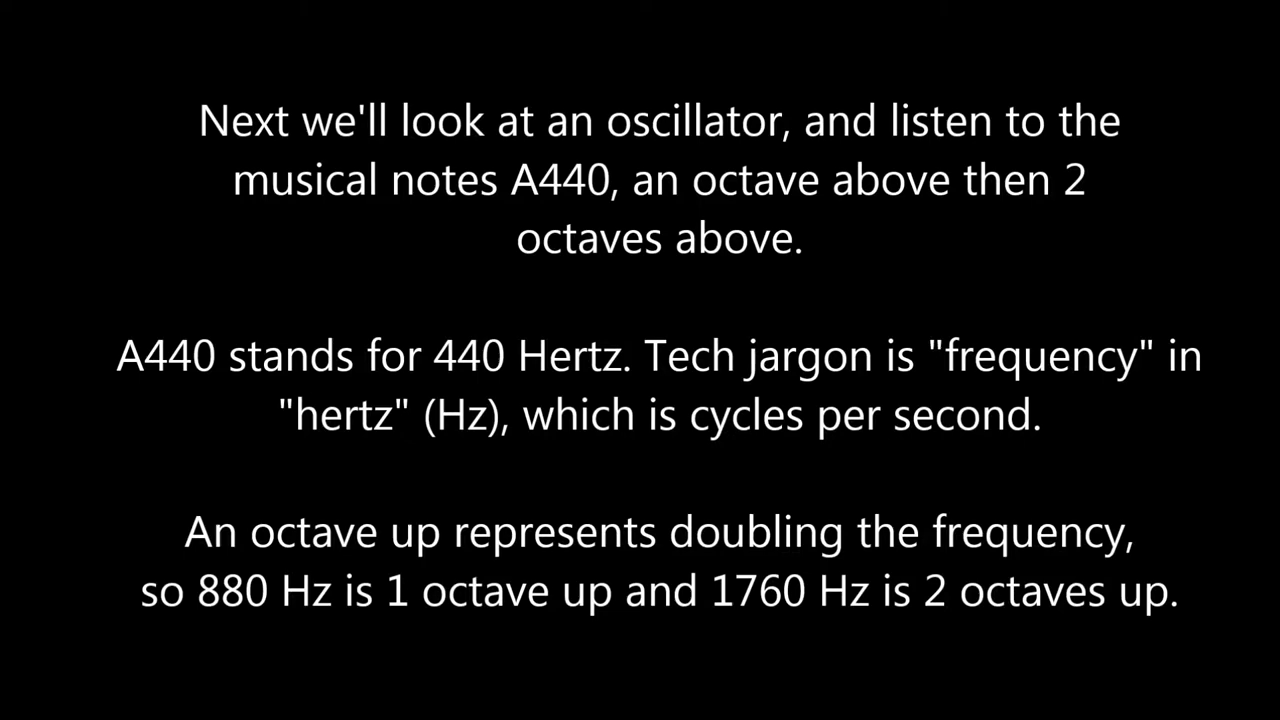 Next we'll look at an oscillator, and listen to the
musical notes A440, an octave above then 2
octaves above.
A440 stands for 440 Hertz. Tech jargon is "frequency" in
"hertz" (Hz), which is cycles per second.
An octave up represents doubling the frequency,
so 880 Hz is 1 octave up and 1760 Hz is 2 octaves up.